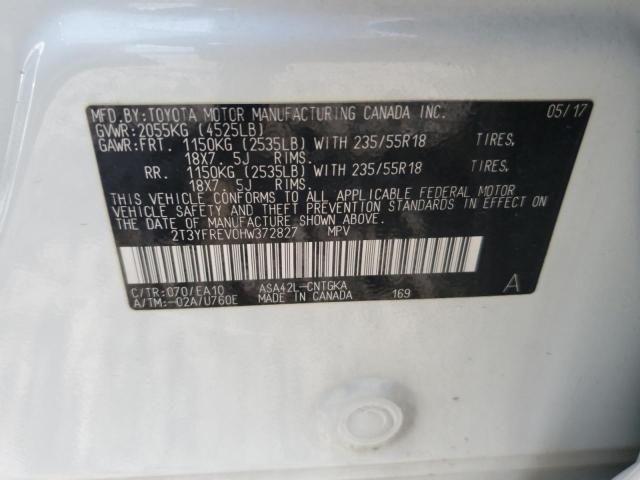 MFD.BY:TOYOTA MOTOR MANUFACTURING CANADA INC. 05/17
GVWR:2055KG (4525LB)
GAWR:FRT. 1150KG (2535LB) WITH 235/55R18 TIRES,
18X7. 5J RIMS.
RR. 1150KG (2535LB) WITH 235/55R18 TIRES,
18X7. 5J RIMS.
THIS VEHICLE CONFORMS TO ALL APPLICABLE FEDERAL MOTOR
VEHICLE SAFETY AND THEFT PREVENTION STANDARDS IN EFFECT ON
THE DATE OF MANUFACTURE SHOWN ABOVE.
2T3YFREV0HW372827 MPV
C/TR:070/EA10 ASA42L-CNTGKA A
A/TM:-02A/U760E MADE IN CANADA 169